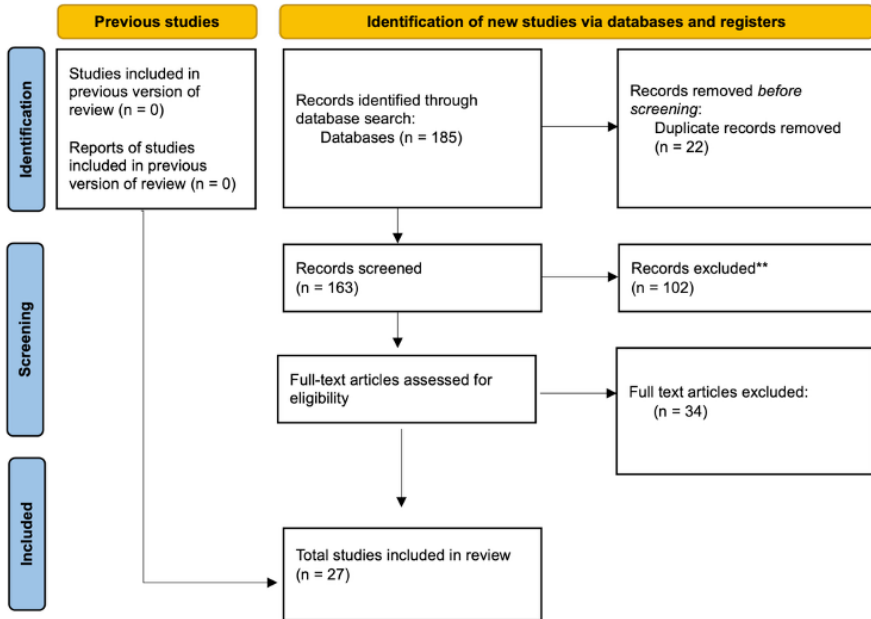 Previous studies
Identification of new studies via databases and registers
Identification
Studies included in
previous version of
review (n = 0)
Reports of studies
included in previous
version of review (n = 0)
Records identified through
database search:
Databases (n = 185)
Records removed before
screening:
Duplicate records removed
(n = 22)
Screening
Records screened
(n = 163)
Records excluded**
(n = 102)
Full-text articles assessed for
eligibility
Full text articles excluded:
(n = 34)
Included
Total studies included in review
(n = 27)